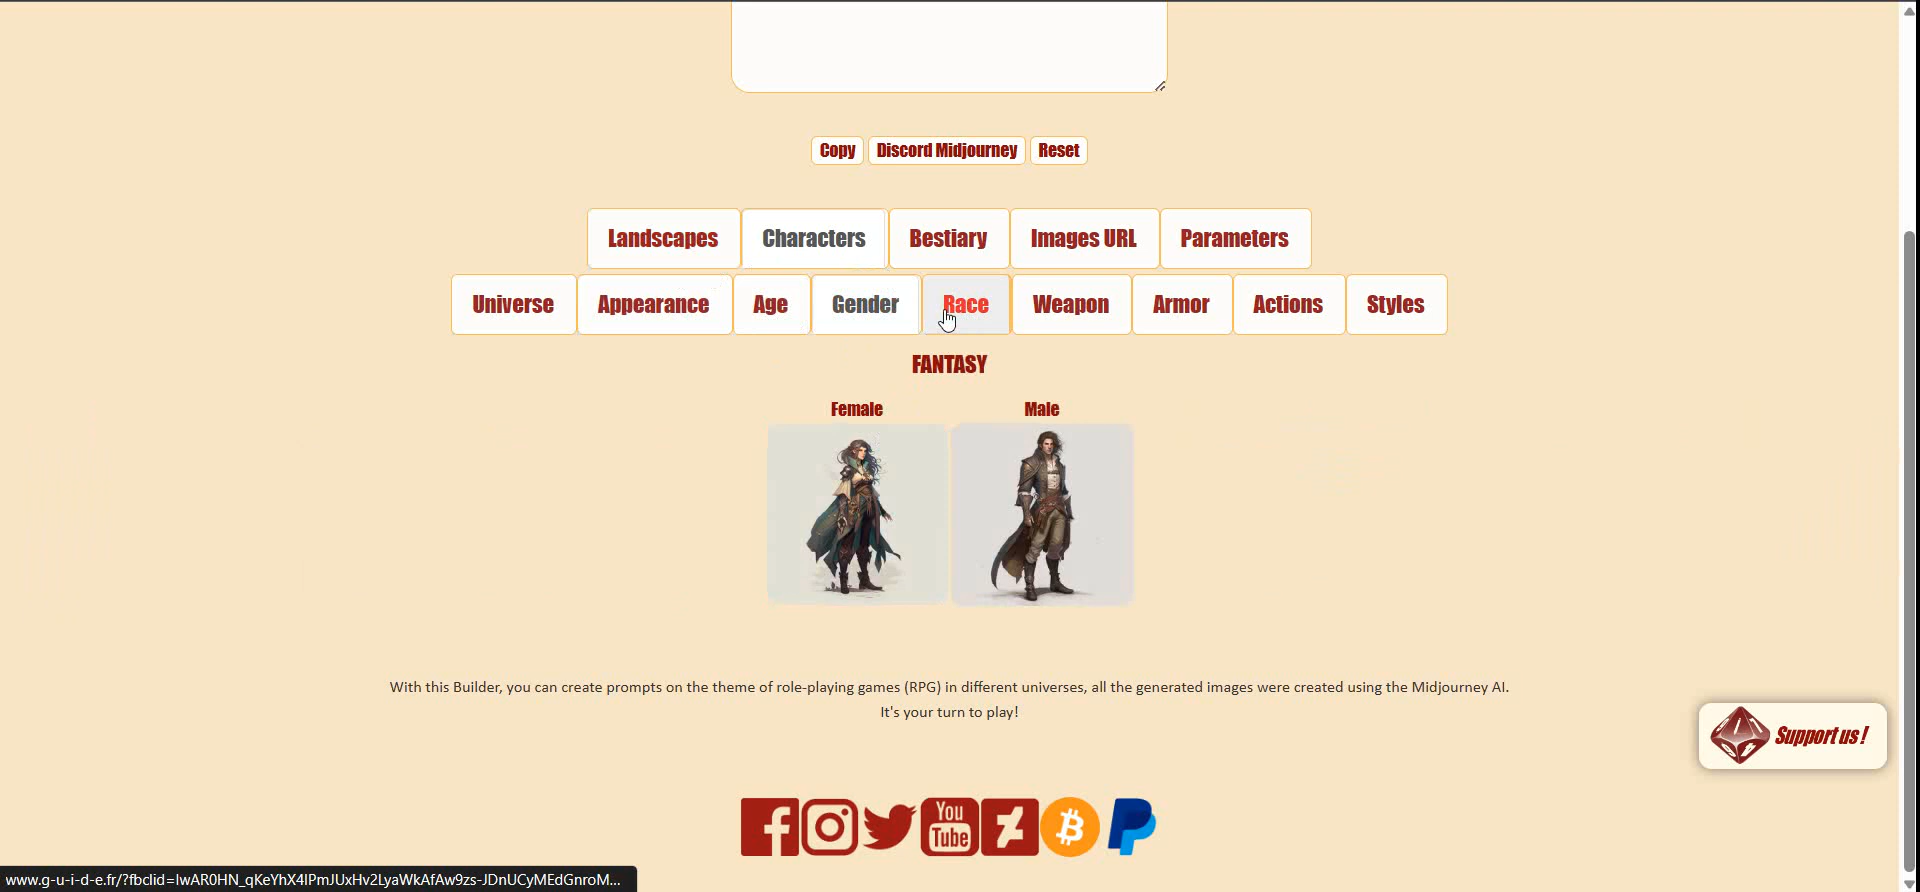 Copy Discord Midjourney Reset
Landscapes Characters Bestiary Images URL Parameters
Universe Appearance Age Gender Race Weapon Armor Actions Styles
FANTASY
Female Male
With this Builder, you can create prompts on the theme of role-playing games (RPG) in different universes, all the generated images were created using the Midjourney AI.
It's your turn to play!
Support us !
You
Tube
www.g-u-i-d-e.fr/?fbclid=IwAR0HN_qKeYhX4IPmJUxHv2LyaWkAfAw9zs-JDnUCyMEdGnroM...